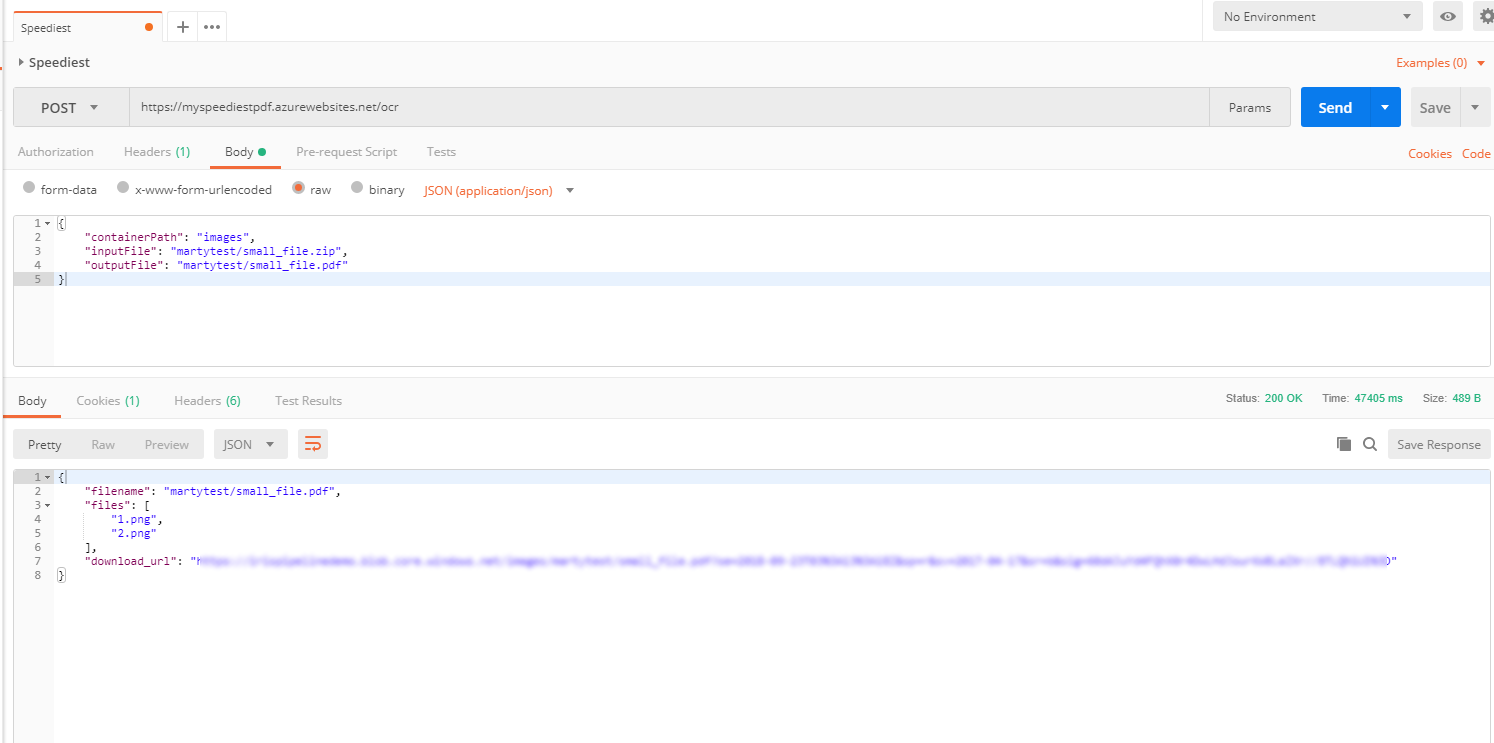 Speediest
No Environment
Speediest
Examples (0)
POST
https://myspeediestpdf.azurewebsites.net/ocr
Params
Send
Save
Authorization Headers (1) Body Pre-request Script Tests
Cookies Code
form-data x-www-form-urlencoded raw binary JSON (application/json)
1 {
2 "containerPath": "images",
3 "inputFile": "martytest/small_file.zip",
4 "outputFile": "martytest/small_file.pdf"
5 }
Body Cookies (1) Headers (6) Test Results
Status: 200 OK Time: 47405 ms Size: 489 B
Pretty Raw Preview JSON
Save Response
1 {
2 "filename": "martytest/small_file.pdf",
3 "files": [
4 "1.png",
5 "2.png"
6 ],
7 "download_url": "
8 }